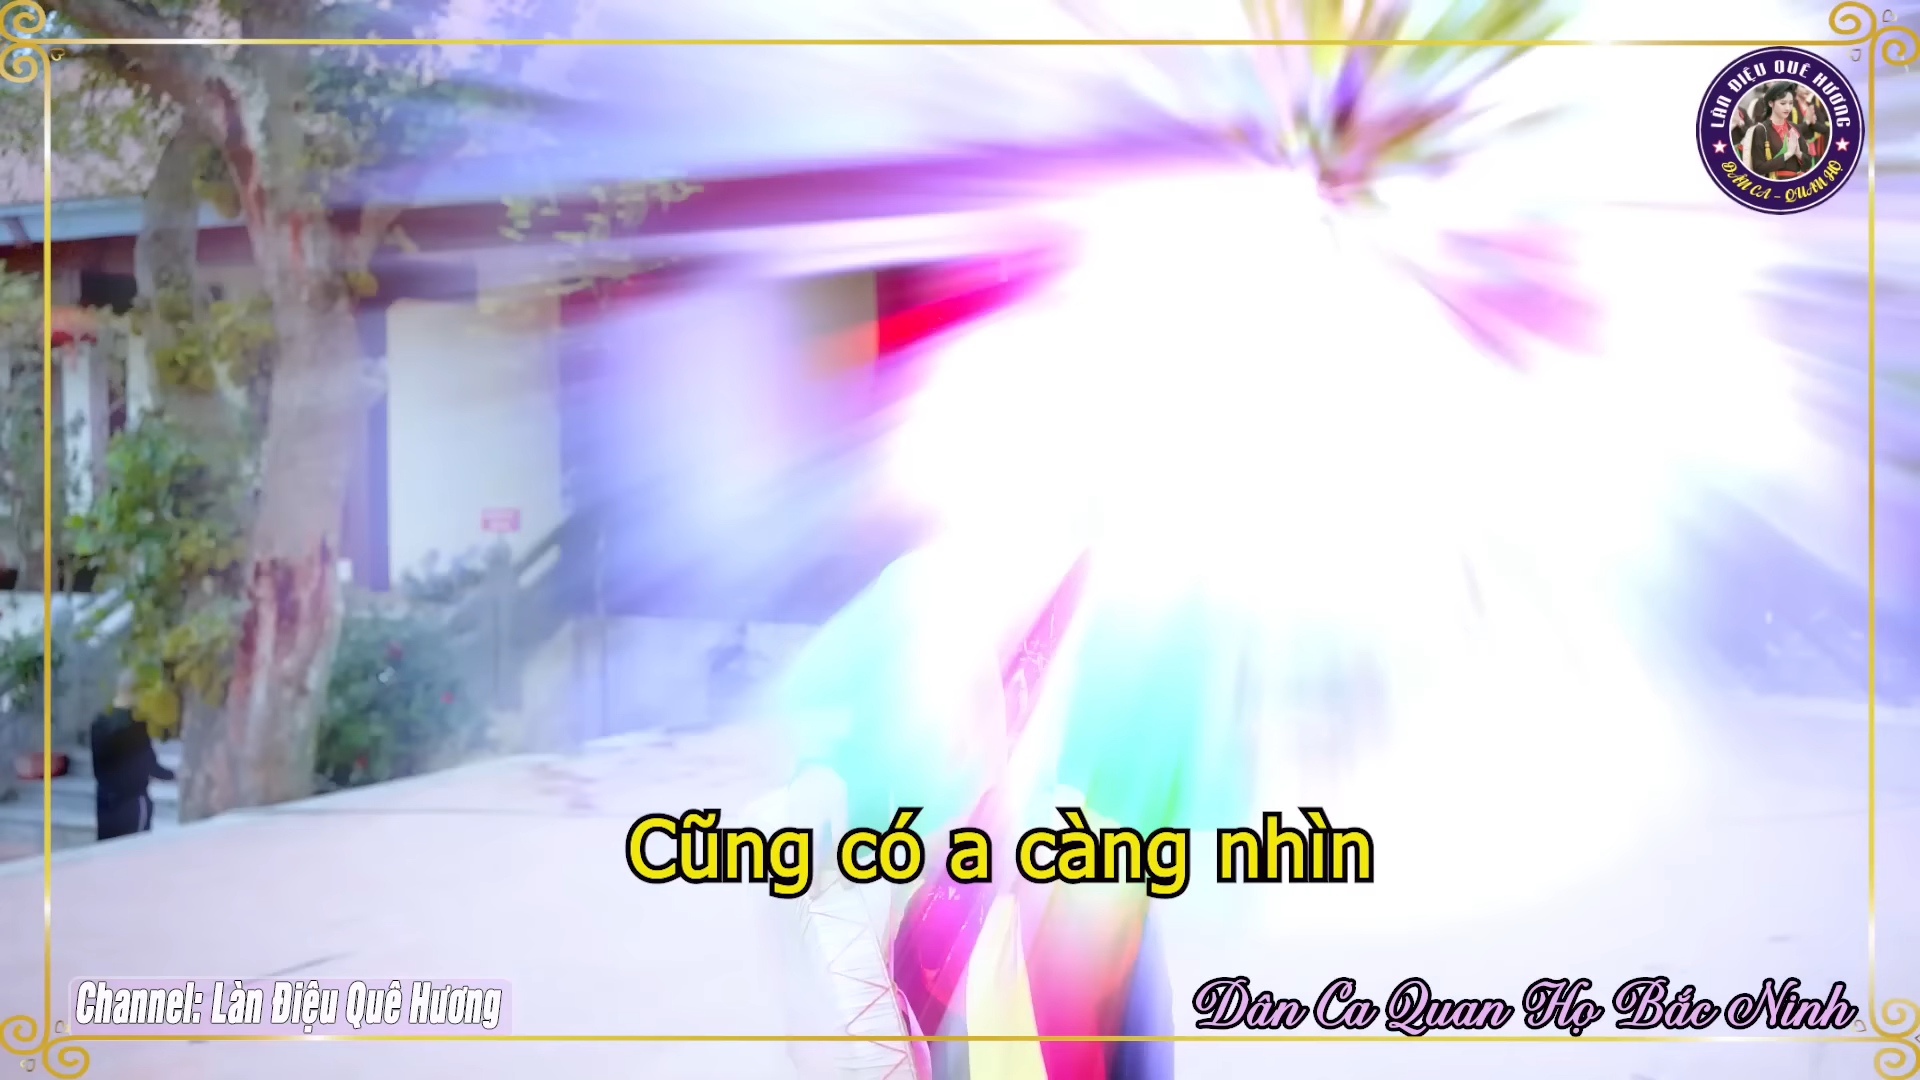 LÀN ĐIỆU QUÊ HƯƠNG
DÂN CA - QUAN HỌ
Cũng có a càng nhìn
Channel: Làn Điệu Quê Hương
Dân Ca Quan Họ Bắc Ninh